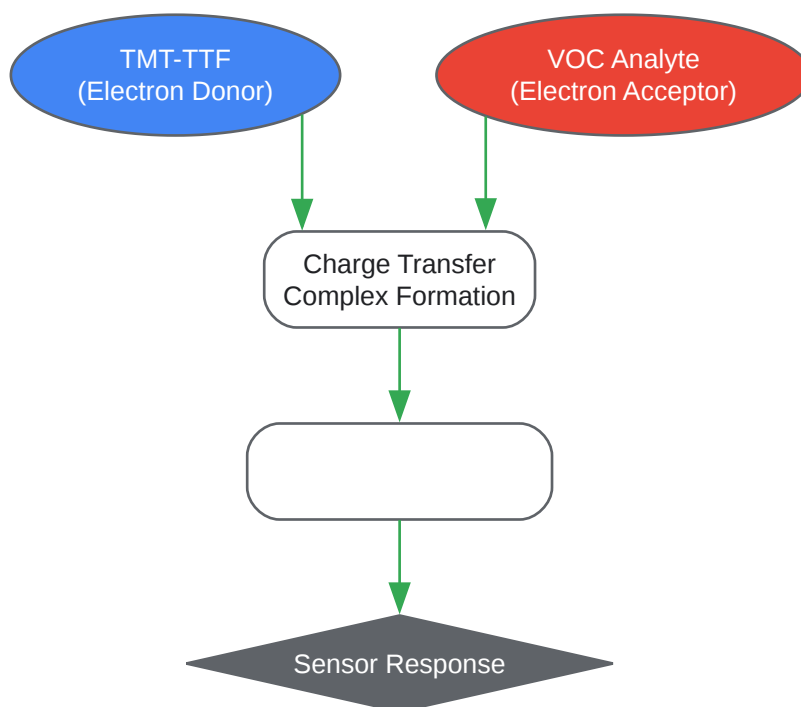 TMT-TTF
(Electron Donor)
VOC Analyte
(Electron Acceptor)
Charge Transfer
Complex Formation
Sensor Response